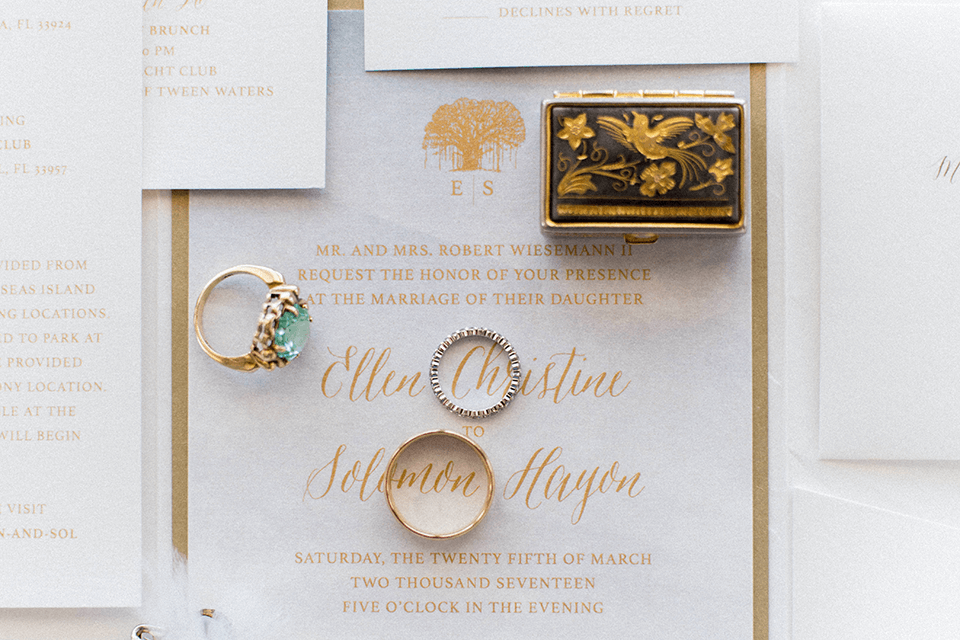 A, FL 33924
ING
CLUB
FL 33957
VIDED FROM
SEAS ISLAND
NG LOCATIONS.
D TO PARK AT
PROVIDED
NY LOCATION.
LE AT THE
WILL BEGIN
VISIT
N-AND-SOL
BRUNCH
0 PM
ACHT CLUB
F TWEEN WATERS
DECLINES WITH REGRET
E S
MR. AND MRS. ROBERT WIESEMANN II
REQUEST THE HONOR OF YOUR PRESENCE
AT THE MARRIAGE OF THEIR DAUGHTER
Ellen Christine
TO
Solomon Hayon
SATURDAY, THE TWENTY FIFTH OF MARCH
TWO THOUSAND SEVENTEEN
FIVE O'CLOCK IN THE EVENING
M